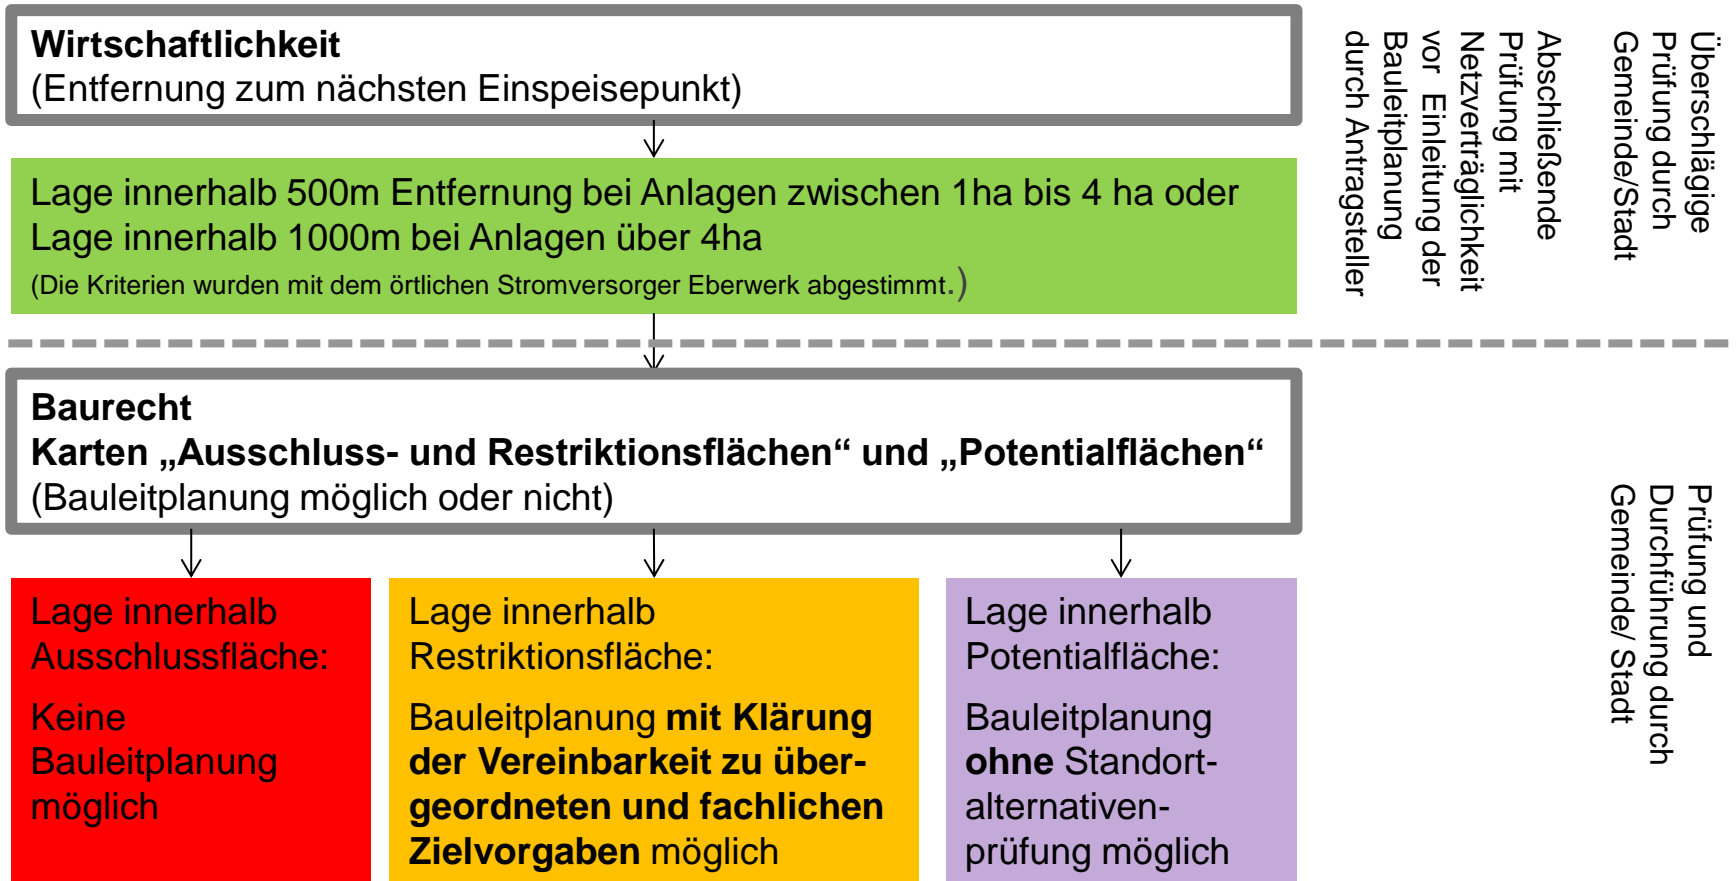 Wirtschaftlichkeit
(Entfernung zum nächsten Einspeisepunkt)
Lage innerhalb 500m Entfernung bei Anlagen zwischen 1ha bis 4 ha oder
Lage innerhalb 1000m bei Anlagen über 4ha
(Die Kriterien wurden mit dem örtlichen Stromversorger Eberwerk abgestimmt.)
Überschlägige
Prüfung durch
Gemeinde/Stadt
Abschließende
Prüfung mit
Netzverträglichkeit
vor Einleitung der
Bauleitplanung
durch Antragsteller
Baurecht
Karten „Ausschluss- und Restriktionsflächen“ und „Potentialflächen“
(Bauleitplanung möglich oder nicht)
Lage innerhalb
Ausschlussfläche:
Keine
Bauleitplanung
möglich
Lage innerhalb
Restriktionsfläche:
Bauleitplanung mit Klärung
der Vereinbarkeit zu über-
geordneten und fachlichen
Zielvorgaben möglich
Lage innerhalb
Potentialfläche:
Bauleitplanung
ohne Standort-
alternativen-
prüfung möglich
Prüfung und
Durchführung durch
Gemeinde/ Stadt